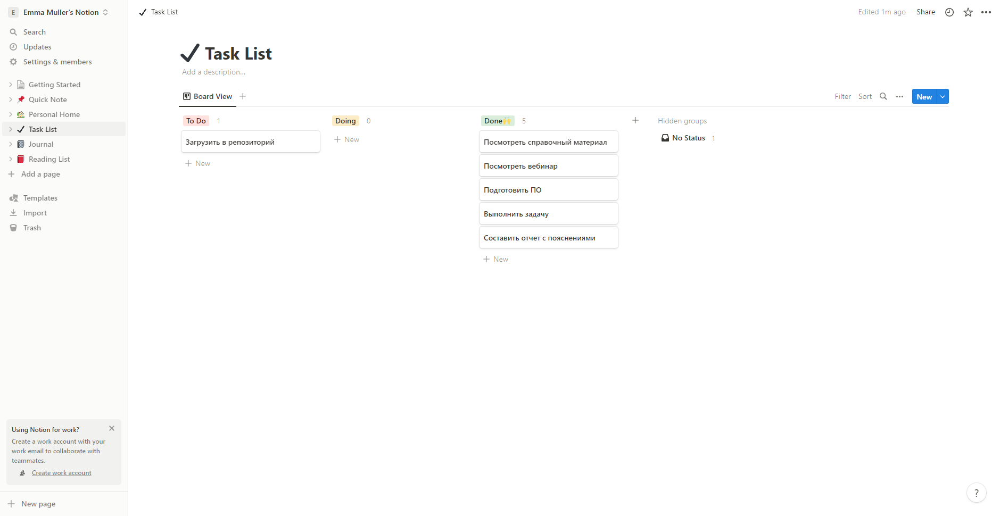 E Emma Muller's Notion
Search
Updates
Settings & members
Getting Started
Quick Note
Personal Home
Task List
Journal
Reading List
Add a page
Templates
Import
Trash
Using Notion for work?
Create a work account with your
work email to collaborate with
teammates.
Create work account
New page
Task List
Edited 1m ago Share
Task List
Add a description...
Board View
Filter Sort New
To Do 1
Загрузить в репозиторий
New
Doing 0
New
Done🙌 5
Посмотреть справочный материал
Посмотреть вебинар
Подготовить ПО
Выполнить задачу
Составить отчет с пояснениями
New
Hidden groups
No Status 1
?